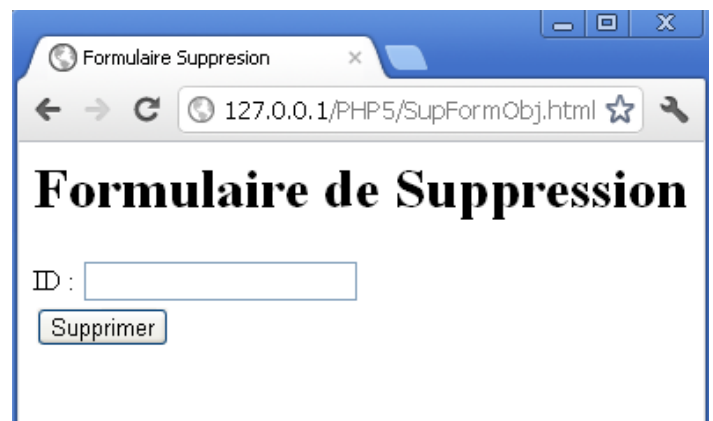 Formulaire Suppresion
127.0.0.1/PHP5/SupFormObj.html
Formulaire de Suppression
ID :
Supprimer